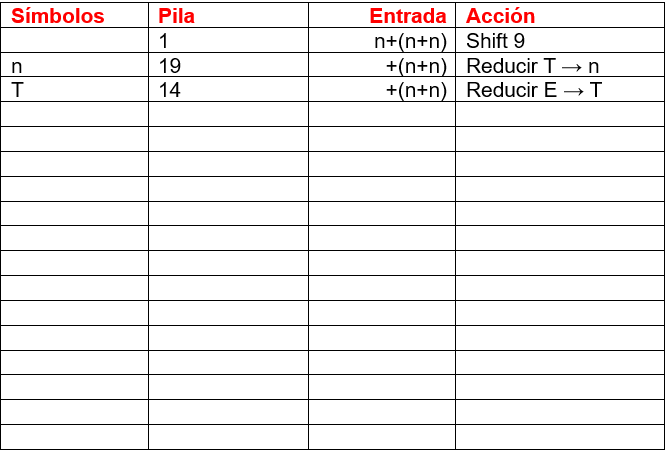 Símbolos Pila Entrada Acción
1 n+(n+n) Shift 9
n 19 +(n+n) Reducir T → n
T 14 +(n+n) Reducir E → T